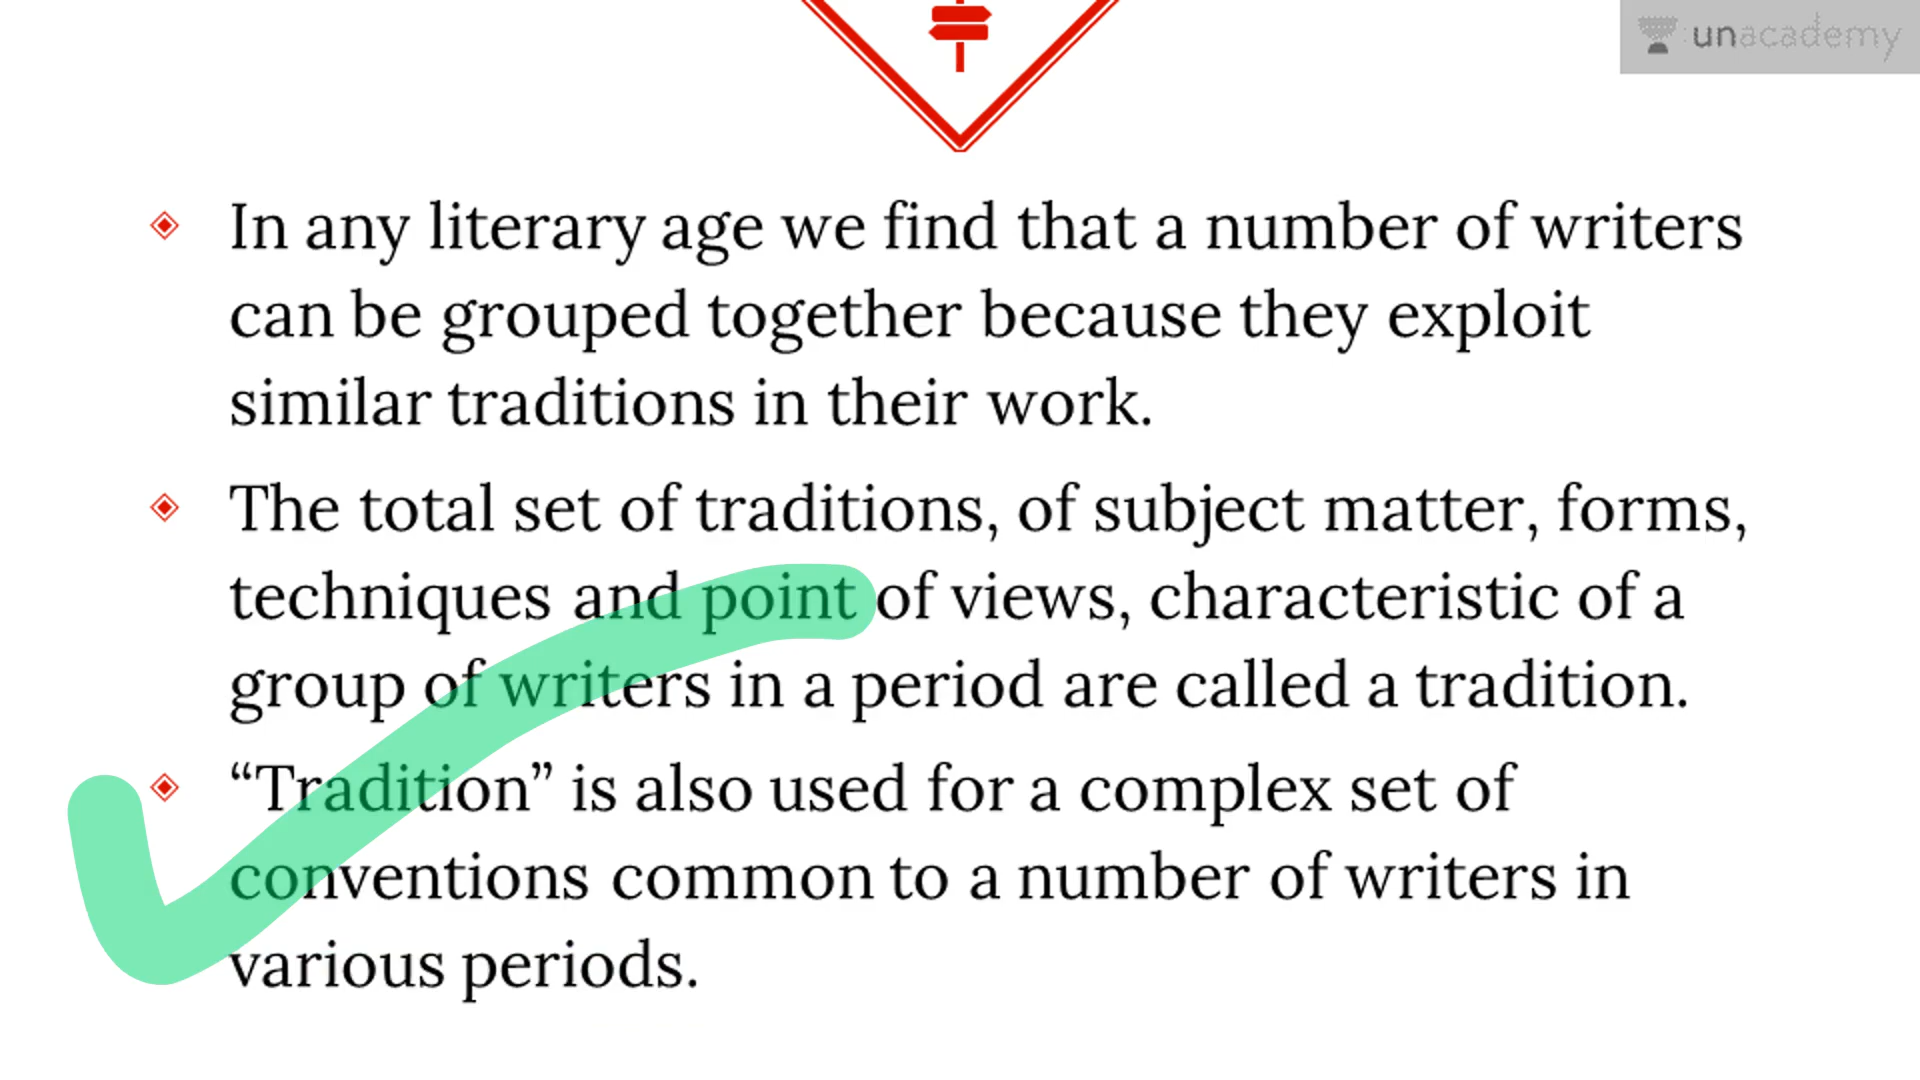 unacademy
In any literary age we find that a number of writers
can be grouped together because they exploit
similar traditions in their work.
The total set of traditions, of subject matter, forms,
techniques and point of views, characteristic of a
group of writers in a period are called a tradition.
“Tradition” is also used for a complex set of
conventions common to a number of writers in
various periods.